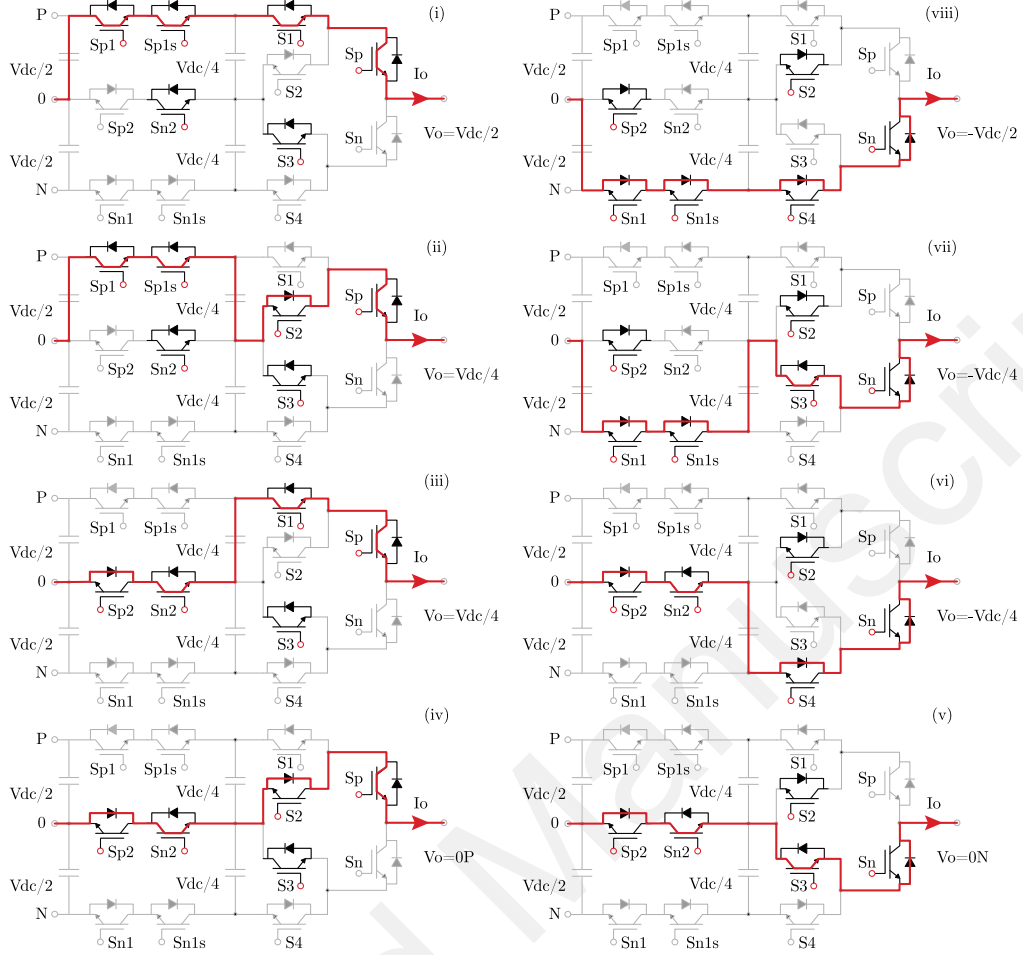 P
(i)
Sp1
Sp1s
S1
Sp
Vdc/2
Vdc/4
Io
S2
0
Sp2
Sn2
Vo=Vdc/2
Sn
Vdc/2
Vdc/4
S3
N
Sn1
Sn1s
S4
P
(viii)
Sp1
Sp1s
S1
Sp
Vdc/2
Vdc/4
Io
S2
0
Sp2
Sn2
Vo=-Vdc/2
Sn
Vdc/2
Vdc/4
S3
N
Sn1
Sn1s
S4
P
(ii)
Sp1
Sp1s
S1
Sp
Vdc/2
Vdc/4
Io
S2
0
Sp2
Sn2
Vo=Vdc/4
Sn
Vdc/2
Vdc/4
S3
N
Sn1
Sn1s
S4
P
(vii)
Sp1
Sp1s
S1
Sp
Vdc/2
Vdc/4
Io
S2
0
Sp2
Sn2
Vo=-Vdc/4
Sn
Vdc/2
Vdc/4
S3
N
Sn1
Sn1s
S4
P
(iii)
Sp1
Sp1s
S1
Sp
Vdc/2
Vdc/4
Io
S2
0
Sp2
Sn2
Vo=Vdc/4
Sn
Vdc/2
Vdc/4
S3
N
Sn1
Sn1s
S4
P
(vi)
Sp1
Sp1s
S1
Sp
Vdc/2
Vdc/4
Io
S2
0
Sp2
Sn2
Vo=-Vdc/4
Sn
Vdc/2
Vdc/4
S3
N
Sn1
Sn1s
S4
P
(iv)
Sp1
Sp1s
S1
Sp
Vdc/2
Vdc/4
Io
S2
0
Sp2
Sn2
Vo=0P
Sn
Vdc/2
Vdc/4
S3
N
Sn1
Sn1s
S4
P
(v)
Sp1
Sp1s
S1
Sp
Vdc/2
Vdc/4
Io
S2
0
Sp2
Sn2
Vo=0N
Sn
Vdc/2
Vdc/4
S3
N
Sn1
Sn1s
S4